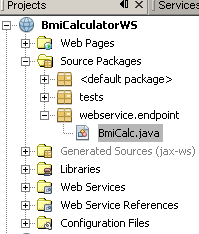 Projects
Services
BmiCalculatorWS
Web Pages
Source Packages
<default package>
tests
webservice.endpoint
BmiCalc.java
Generated Sources (jax-ws)
Libraries
Web Services
Web Service References
Configuration Files